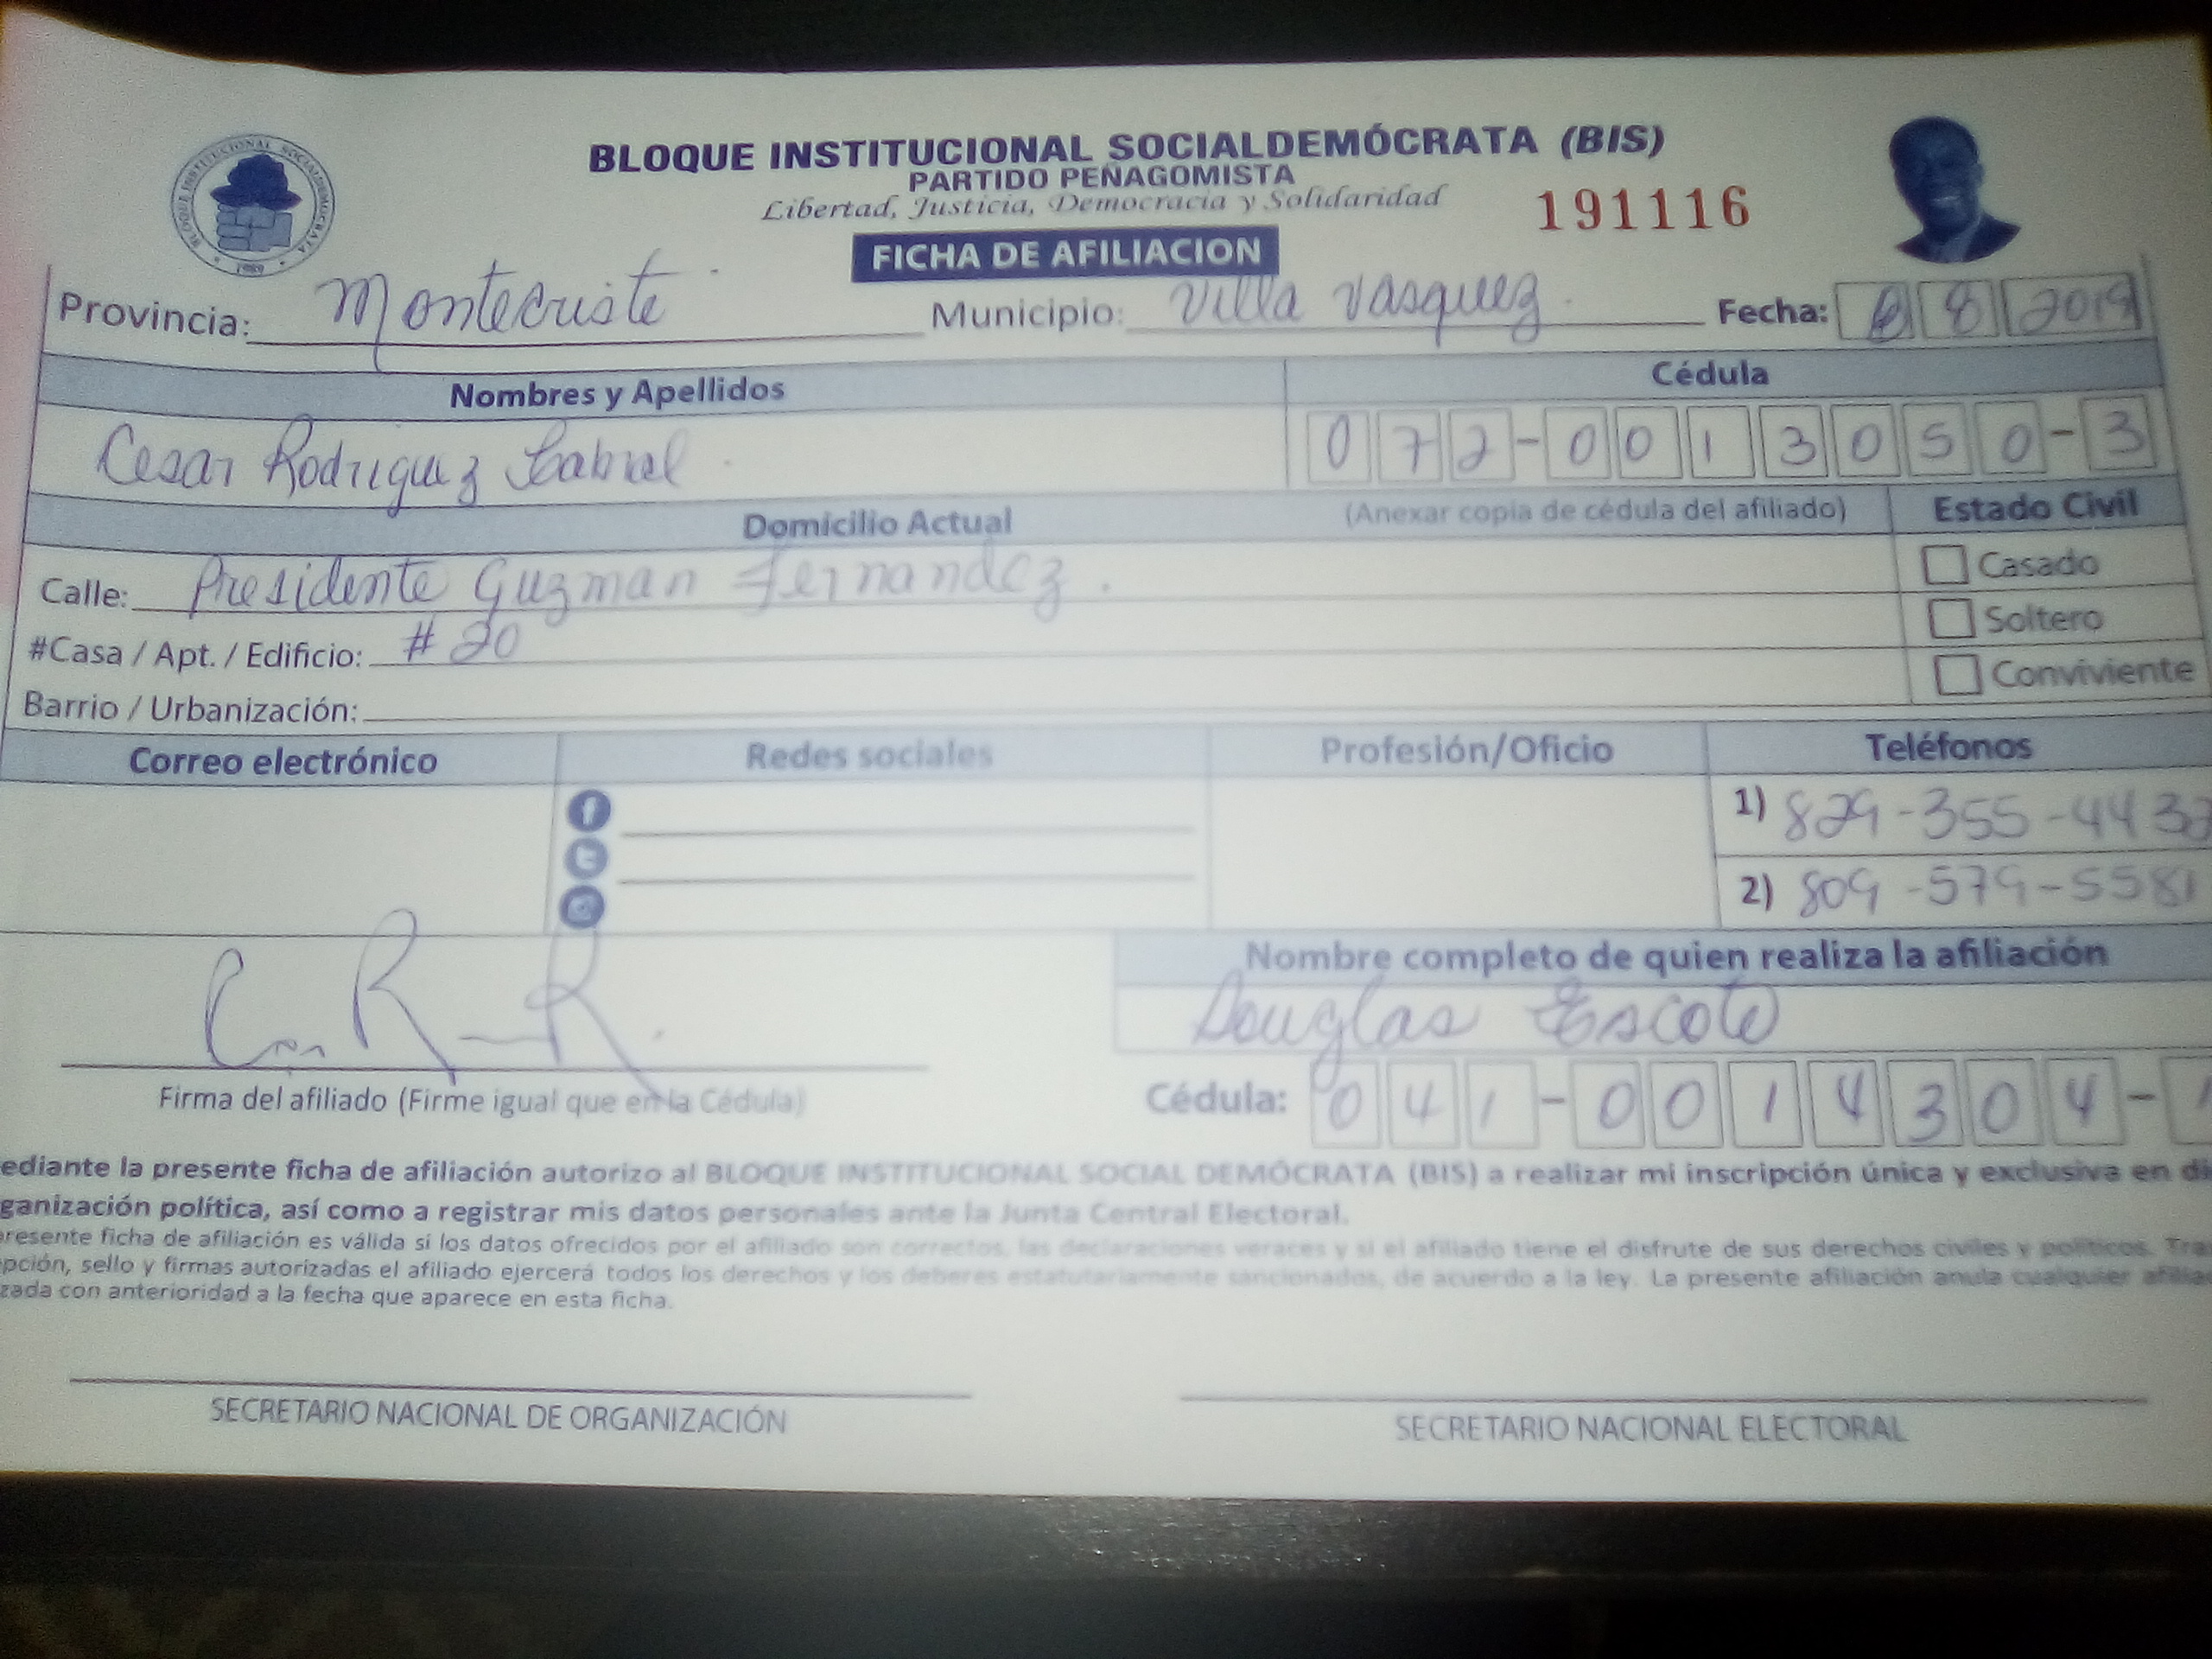 BLOQUE INSTITUCIONAL SOCIALDEMÓCRATA (BIS)
PARTIDO PEÑAGOMISTA
Libertad, Justicia, Democracia y Solidaridad
191116
BLOQUE INSTITUCIONAL SOCIALDEMOCRATA
1989
FICHA DE AFILIACION
Provincia: Montecriste Municipio: Villa Vasquez Fecha: 8 2019
Nombres y Apellidos Cédula
Cesar Rodriguez Cabral 072-0013050-3
Domicilio Actual (Anexar copia de cédula del afiliado) Estado Civil
Calle: Presidente Guzman Fernandez. Casado
#Casa / Apt. / Edificio: #20 Soltero
Barrio / Urbanización: Conviviente
Correo electrónico Redes sociales Profesión/Oficio Teléfonos
1) 829-355-443
2) 809-579-5581
Nombre completo de quien realiza la afiliación
Douglas Escoto
Firma del afiliado (Firme igual que en la Cédula) Cédula: 041-0014304-1
ediante la presente ficha de afiliación autorizo al BLOQUE INSTITUCIONAL SOCIAL DEMÓCRATA (BIS) a realizar mi inscripción única y exclusiva en di
ganización política, así como a registrar mis datos personales ante la Junta Central Electoral.
presente ficha de afiliación es válida si los datos ofrecidos por el afiliado son correctos, las declaraciones veraces y si el afiliado tiene el disfrute de sus derechos civiles y políticos. Tra
pción, sello y firmas autorizadas el afiliado ejercerá todos los derechos y los deberes estatutariamente sancionados, de acuerdo a la ley. La presente afiliación anula cualquier afilia
zada con anterioridad a la fecha que aparece en esta ficha.
SECRETARIO NACIONAL DE ORGANIZACIÓN SECRETARIO NACIONAL ELECTORAL